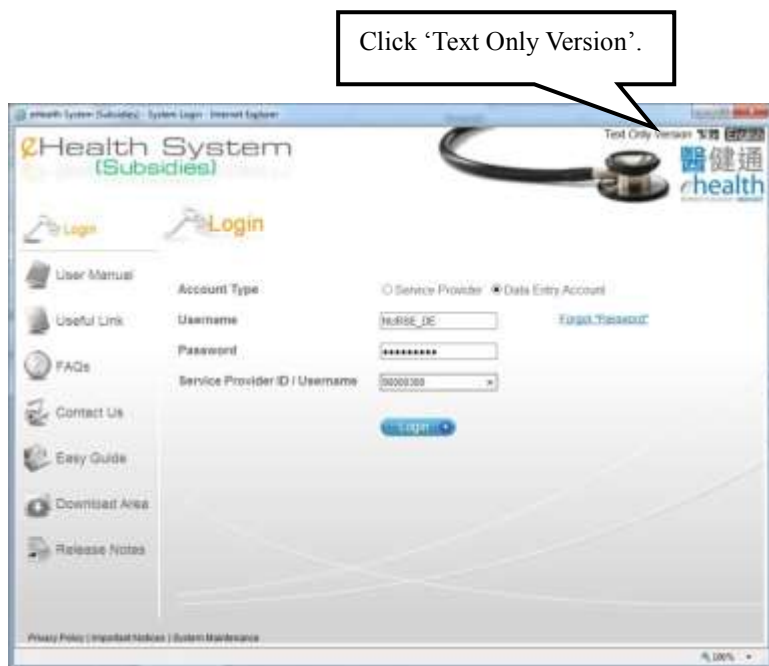 Click ‘Text Only Version’.
eHealth System (Subsidies) - System Login - Internet Explorer
Text Only Version 繁體
eHealth System
(Subsidies)
醫健通
ehealth
Login
Login
User Manual
Account Type Service Provider Data Entry Account
Useful Link
Username NURSE_DE Forgot "Password"
Password
FAQs
Service Provider ID / Username
Contact Us
Login
Easy Guide
Download Area
Release Notes
Privacy Policy | Important Notices | System Maintenance
100%